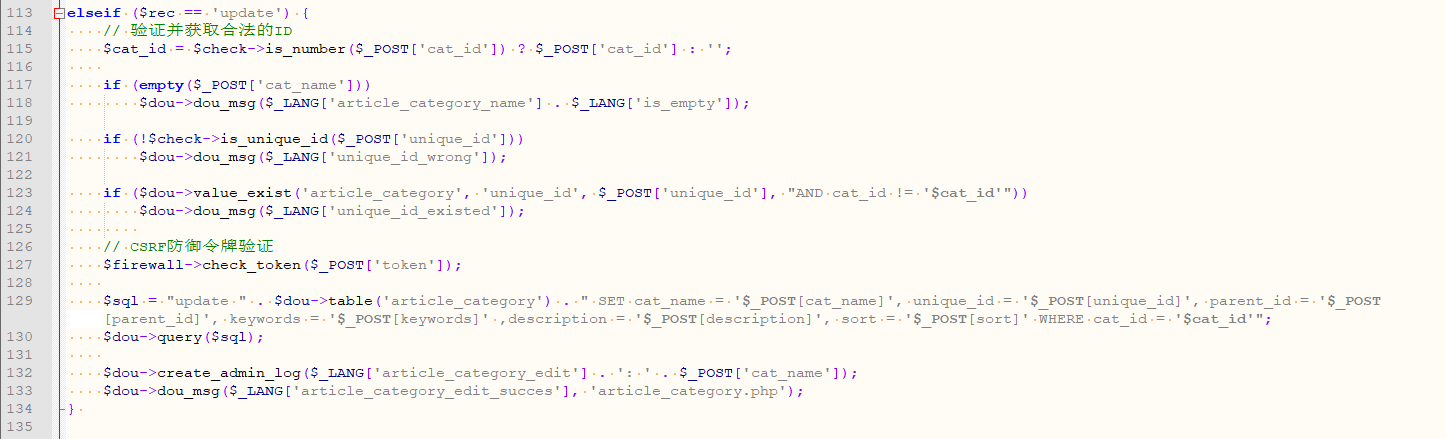 113 elseif ($rec == 'update') {
114 // 验证并获取合法的ID
115 $cat_id = $check->is_number($_POST['cat_id']) ? $_POST['cat_id'] : '';
116
117 if (empty($_POST['cat_name']))
118 $dou->dou_msg($_LANG['article_category_name'] . $_LANG['is_empty']);
119
120 if (!$check->is_unique_id($_POST['unique_id']))
121 $dou->dou_msg($_LANG['unique_id_wrong']);
122
123 if ($dou->value_exist('article_category', 'unique_id', $_POST['unique_id'], "AND cat_id != '$cat_id'"))
124 $dou->dou_msg($_LANG['unique_id_existed']);
125
126 // CSRF防御令牌验证
127 $firewall->check_token($_POST['token']);
128
129 $sql = "update " . $dou->table('article_category') . " SET cat_name = '$_POST[cat_name]', unique_id = '$_POST[unique_id]', parent_id = '$_POST
[parent_id]', keywords = '$_POST[keywords]' ,description = '$_POST[description]', sort = '$_POST[sort]' WHERE cat_id = '$cat_id'";
130 $dou->query($sql);
131
132 $dou->create_admin_log($_LANG['article_category_edit'] . ': ' . $_POST['cat_name']);
133 $dou->dou_msg($_LANG['article_category_edit_succes'], 'article_category.php');
134 }
135